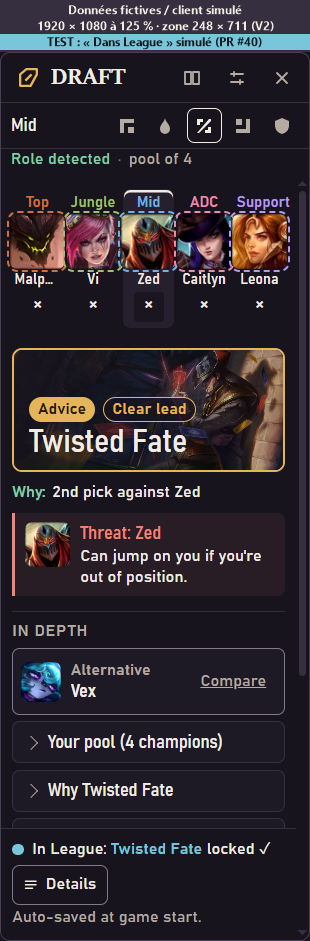 Données fictives / client simulé
1920 × 1080 à 125 % · zone 248 × 711 (V2)
TEST : « Dans League » simulé (PR #40)
DRAFT
Mid
Role detected · pool of 4
Top Jungle Mid ADC Support
Malp... Vi Zed Caitlyn Leona
× × × × ×
Advice Clear lead
Twisted Fate
Why: 2nd pick against Zed
Threat: Zed
Can jump on you if you're
out of position.
IN DEPTH
Alternative
Vex
Compare
Your pool (4 champions)
Why Twisted Fate
In League: Twisted Fate locked ✓
Details
Auto-saved at game start.